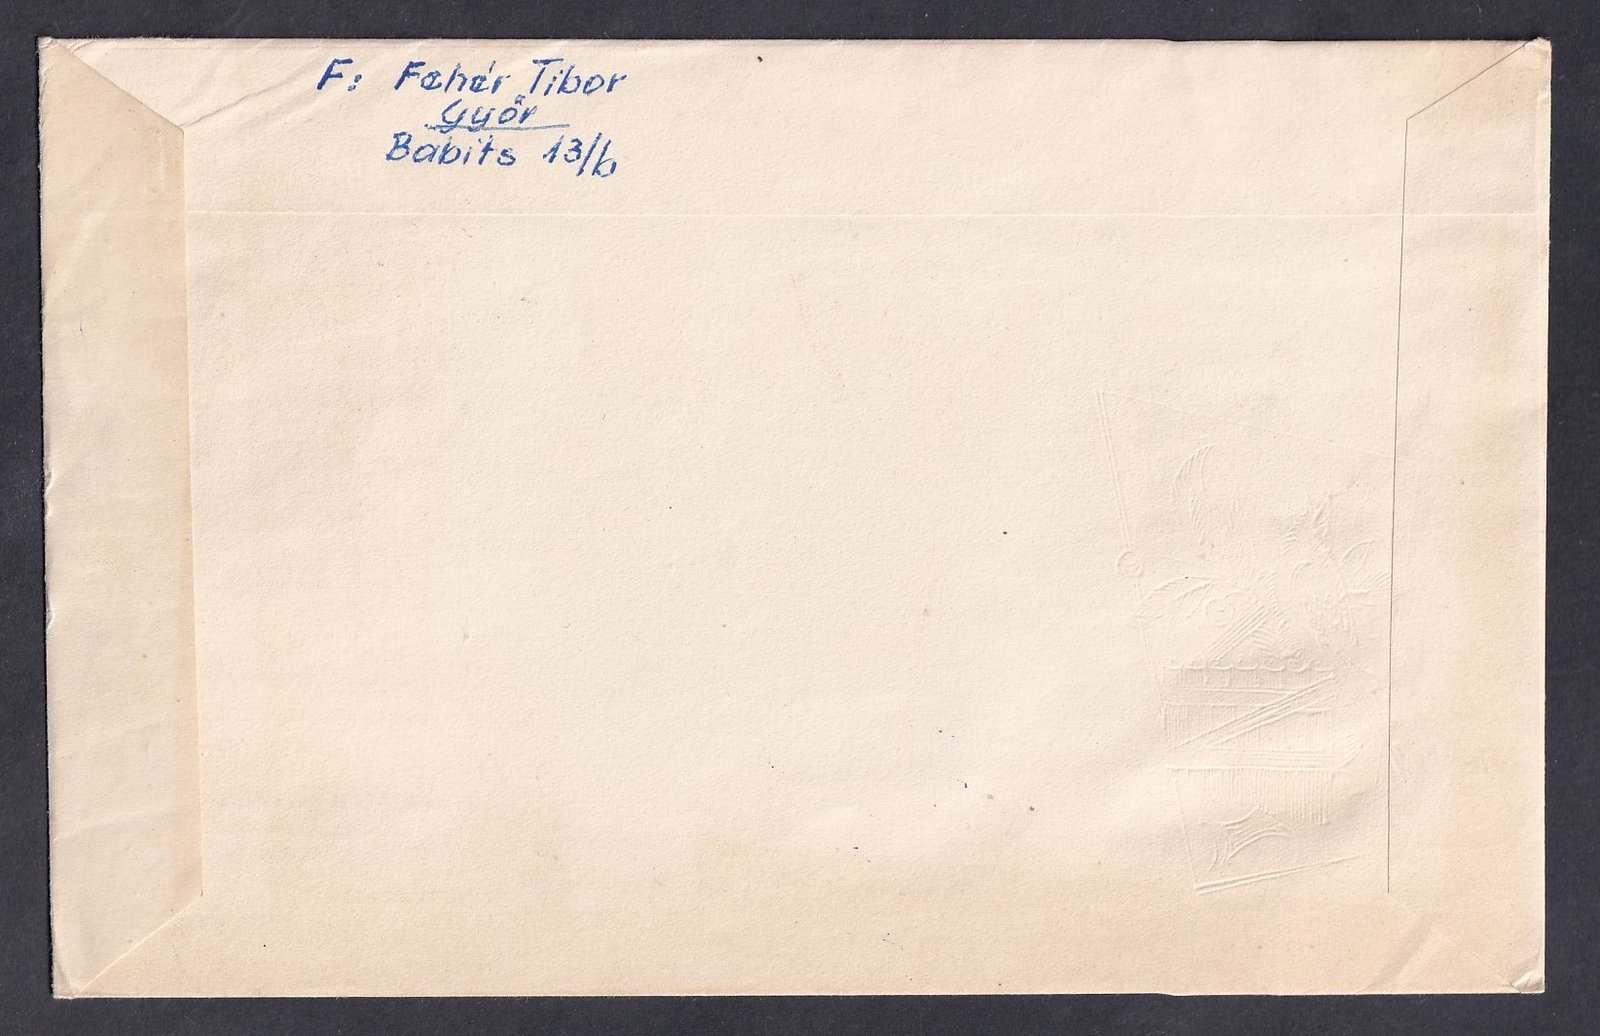 F: Fehér Tibor
Győr
Babits 13/b